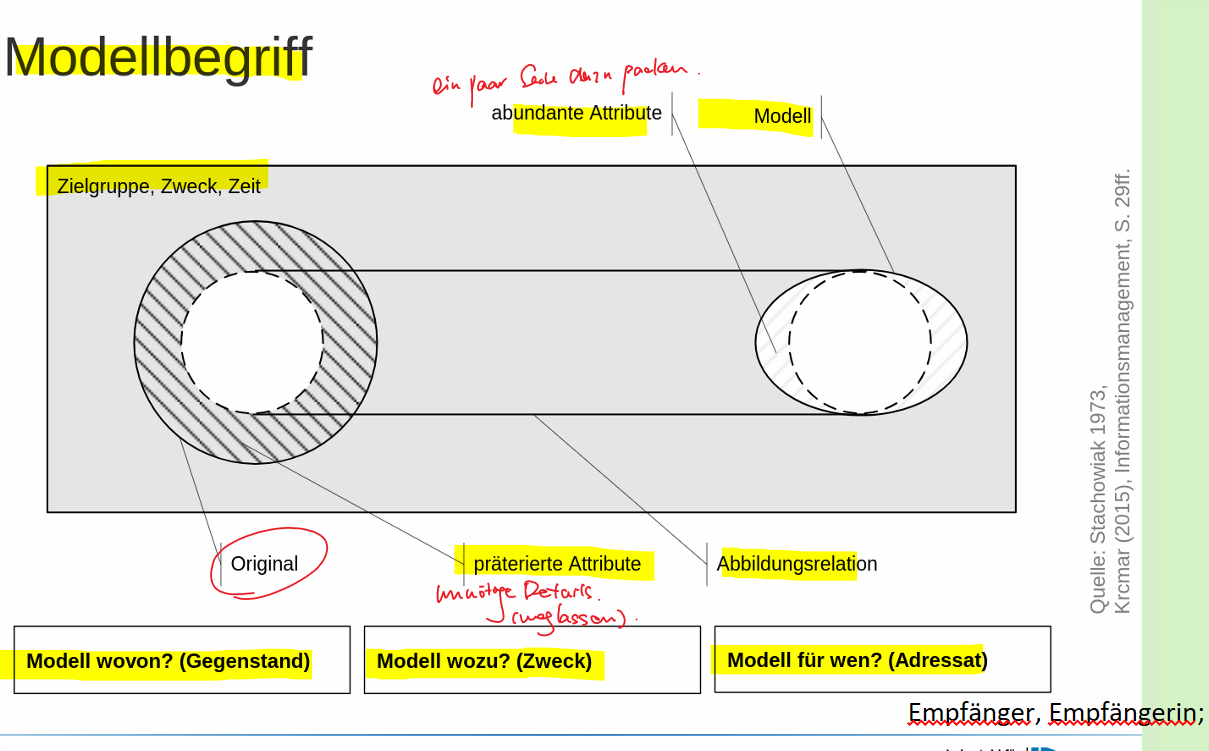 Modellbegriff
ein paar dazu packen.
abundante Attribute
Modell
Zielgruppe, Zweck, Zeit
Original
präterierte Attribute
Abbildungsrelation
unnötige Details.
(weglassen).
Modell wovon? (Gegenstand)
Modell wozu? (Zweck)
Modell für wen? (Adressat)
Empfänger, Empfängerin;
Quelle: Stachowiak 1973,
Krcmar (2015), Informationsmanagement, S. 29ff.